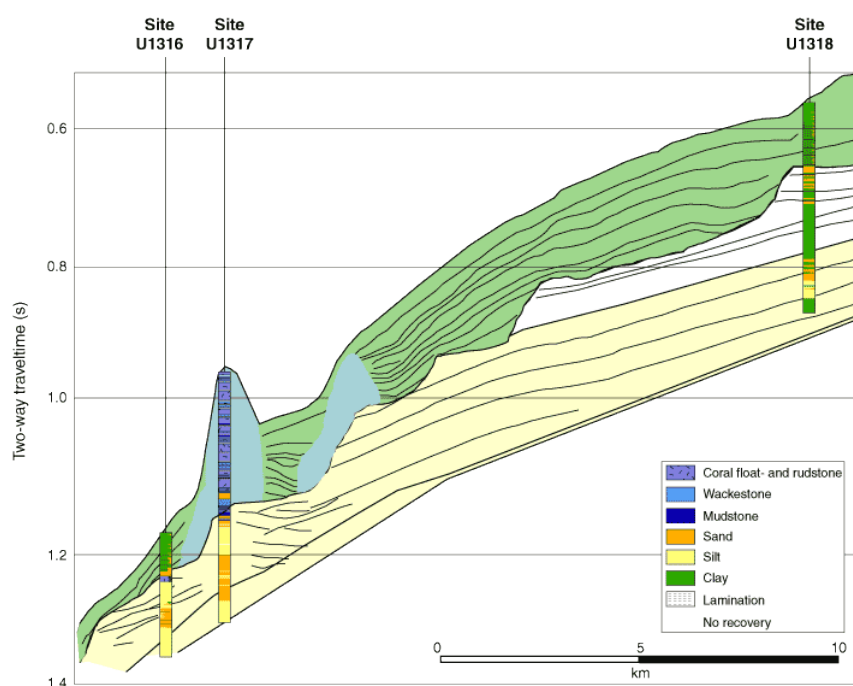 Site
U1316
Site
U1317
Site
U1318
0.6
0.8
1.0
1.2
1.4
Two-way traveltime (s)
Coral float- and rudstone
Wackestone
Mudstone
Sand
Silt
Clay
Lamination
No recovery
0
5
10
km